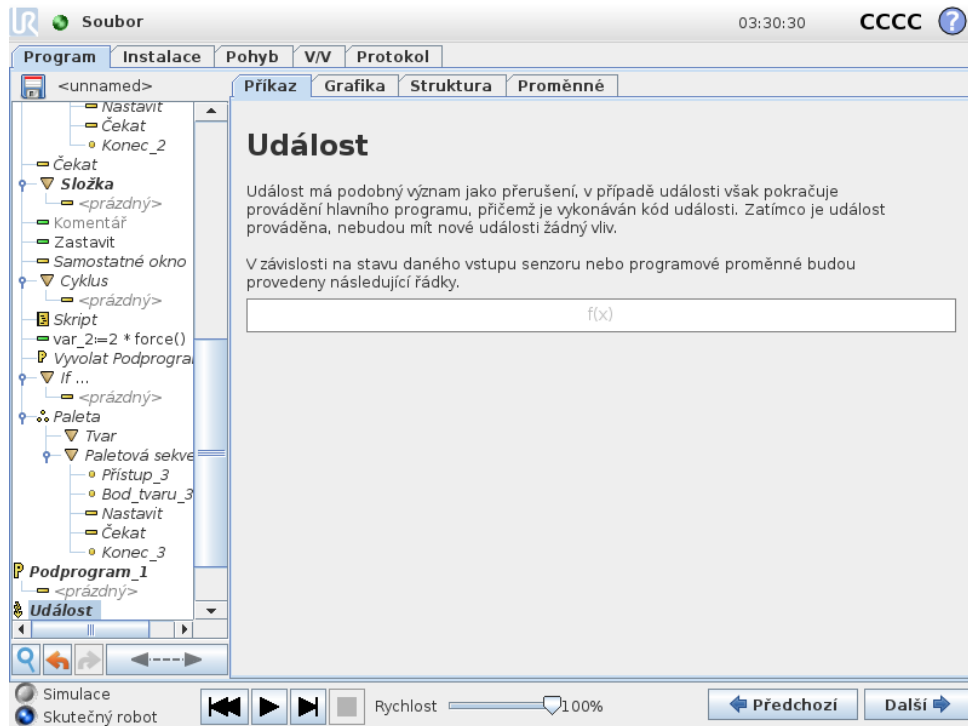 UR Soubor 03:30:30 CCCC ?
Program Instalace Pohyb V/V Protokol
<unnamed>
Příkaz Grafika Struktura Proměnné
Nastavit
Čekat
Konec_2
Čekat
Složka
<prázdný>
Komentář
Zastavit
Samostatné okno
Cyklus
<prázdný>
Skript
var_2:=2 * force()
Vyvolat Podprogra
If ...
<prázdný>
Paleta
Tvar
Paletová sekve
Přístup_3
Bod_tvaru_3
Nastavit
Čekat
Konec_3
Podprogram_1
<prázdný>
Událost
Událost
Událost má podobný význam jako přerušení, v případě události však pokračuje
provádění hlavního programu, přičemž je vykonáván kód události. Zatímco je událost
prováděna, nebudou mít nové události žádný vliv.
V závislosti na stavu daného vstupu senzoru nebo programové proměnné budou
provedeny následující řádky.
f(x)
Simulace
Skutečný robot
Rychlost 100%
Předchozí Další